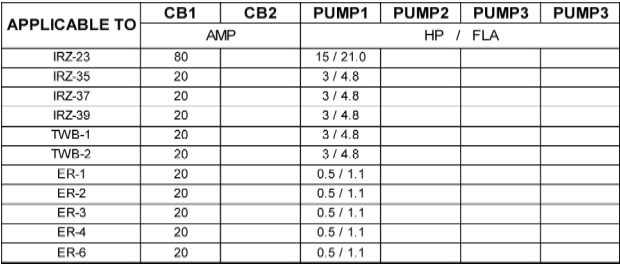 APPLICABLE TO CB1 CB2 PUMP1 PUMP2 PUMP3 PUMP3
AMP HP / FLA
IRZ-23 80 15 / 21.0
IRZ-35 20 3 / 4.8
IRZ-37 20 3 / 4.8
IRZ-39 20 3 / 4.8
TWB-1 20 3 / 4.8
TWB-2 20 3 / 4.8
ER-1 20 0.5 / 1.1
ER-2 20 0.5 / 1.1
ER-3 20 0.5 / 1.1
ER-4 20 0.5 / 1.1
ER-6 20 0.5 / 1.1